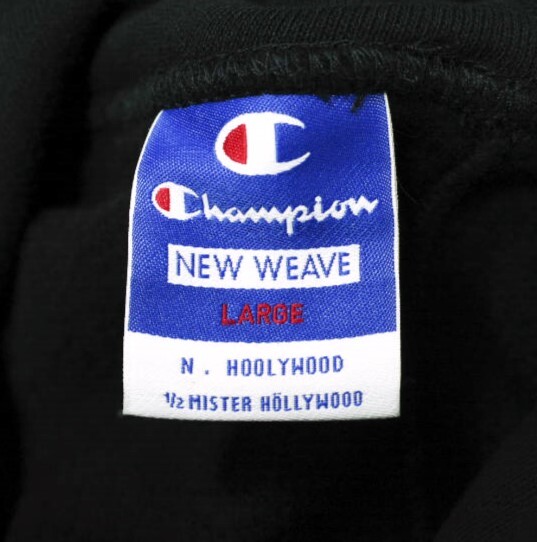 Champion
NEW WEAVE
LARGE
N. HOOLYWOOD
1/2 MISTER HÖLLYWOOD